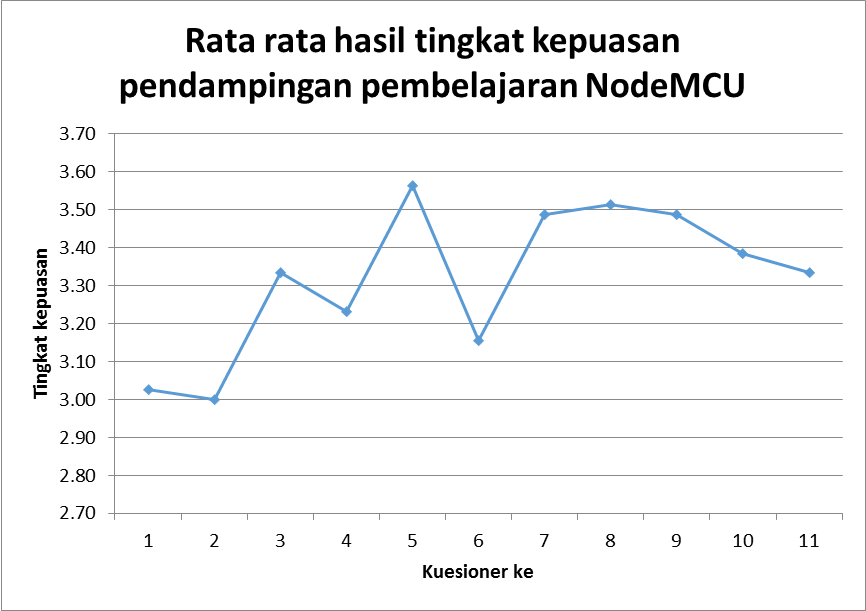 Rata rata hasil tingkat kepuasan
pendampingan pembelajaran NodeMCU
Tingkat kepuasan
3.70
3.60
3.50
3.40
3.30
3.20
3.10
3.00
2.90
2.80
2.70
1 2 3 4 5 6 7 8 9 10 11
Kuesioner ke